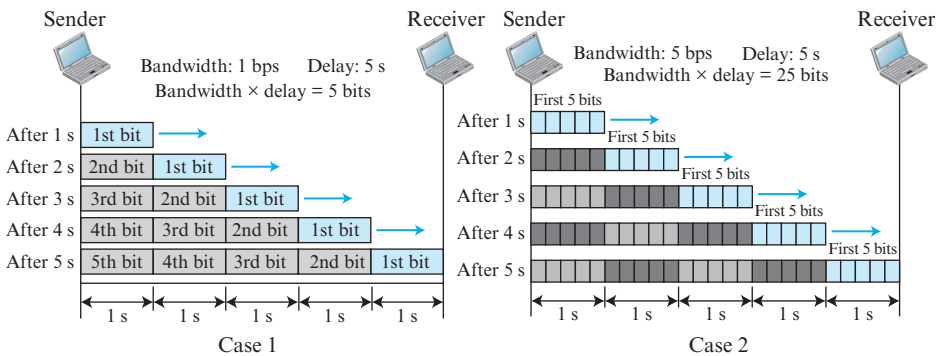 Sender
Receiver
Bandwidth: 1 bps Delay: 5 s
Bandwidth × delay = 5 bits
After 1 s 1st bit
After 2 s 2nd bit 1st bit
After 3 s 3rd bit 2nd bit 1st bit
After 4 s 4th bit 3rd bit 2nd bit 1st bit
After 5 s 5th bit 4th bit 3rd bit 2nd bit 1st bit
1 s 1 s 1 s 1 s 1 s
Case 1
Sender
Receiver
Bandwidth: 5 bps Delay: 5 s
Bandwidth × delay = 25 bits
First 5 bits
After 1 s
First 5 bits
After 2 s
First 5 bits
After 3 s
First 5 bits
After 4 s
First 5 bits
After 5 s
1 s 1 s 1 s 1 s 1 s
Case 2